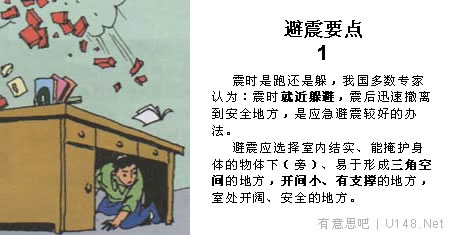 避震要点
1
震时是跑还是躲，我国多数专家
认为：震时就近躲避，震后迅速撤离
到安全地方，是应急避震较好的办
法。
避震应选择室内结实、能掩护身
体的物体下（旁）、易于形成三角空
间的地方，开间小、有支撑的地方，
室处开阔、安全的地方。
有意思吧 | U148.Net